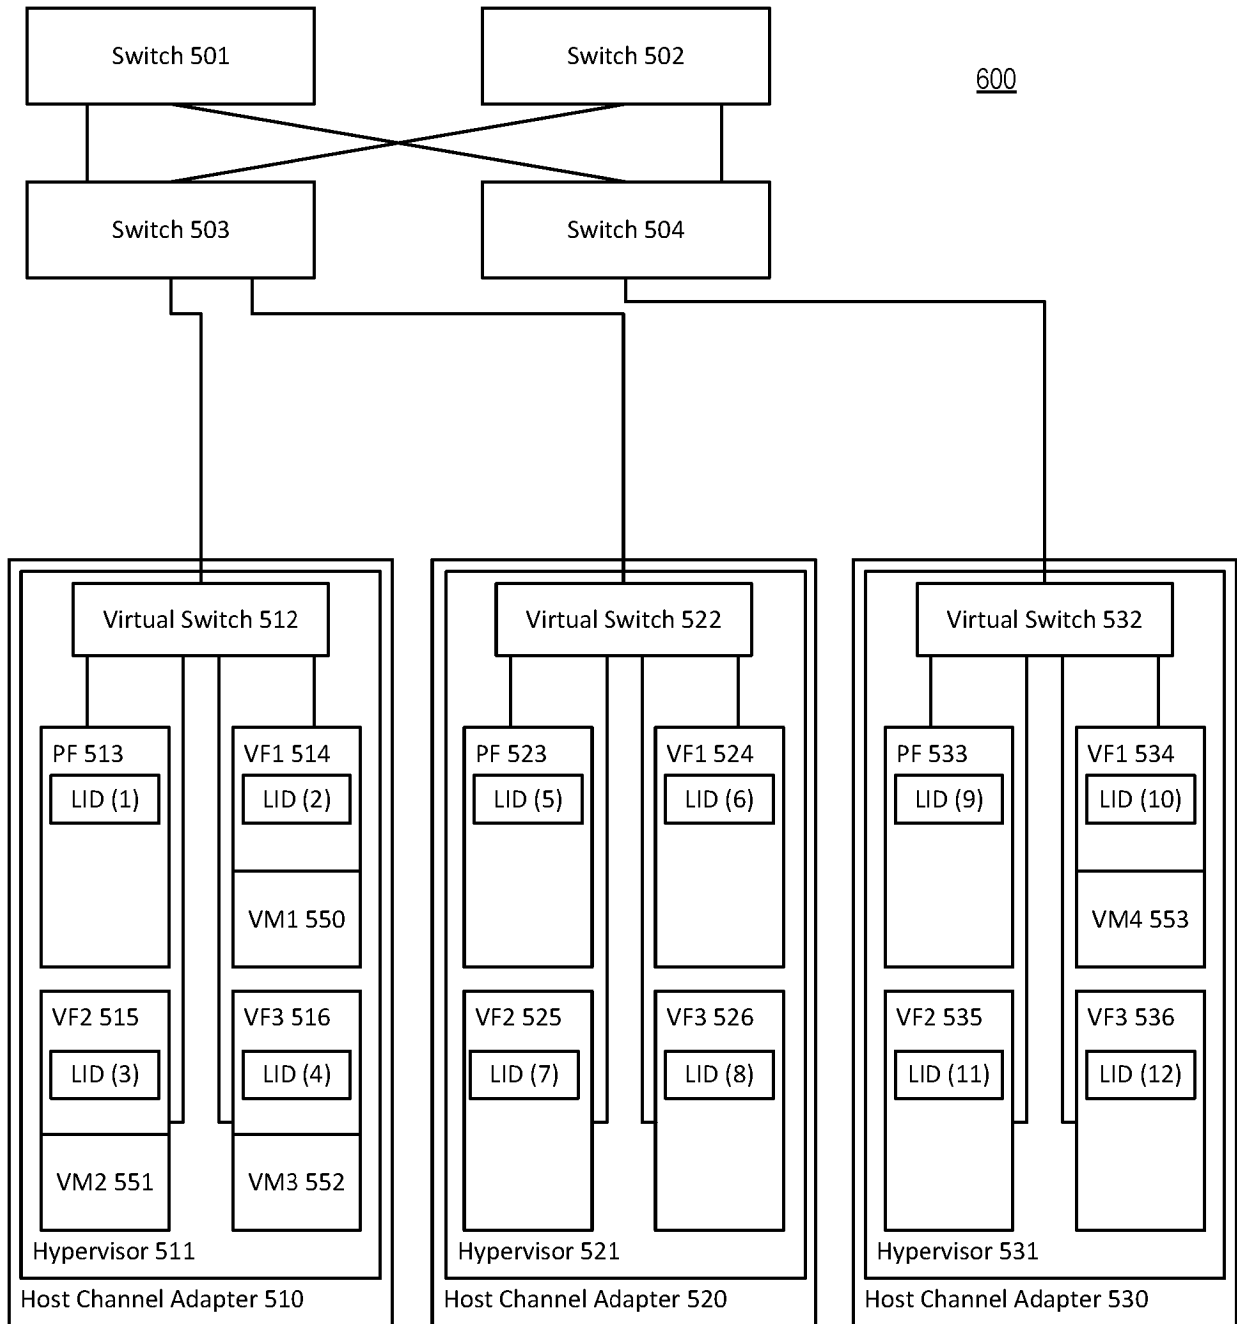 Switch 501
Switch 502
600
Switch 503
Switch 504
Virtual Switch 512
Virtual Switch 522
Virtual Switch 532
PF 513
LID (1)
VF1 514
LID (2)
VM1 550
VF2 515
LID (3)
VM2 551
VF3 516
LID (4)
VM3 552
Hypervisor 511
Host Channel Adapter 510
PF 523
LID (5)
VF1 524
LID (6)
VF2 525
LID (7)
VF3 526
LID (8)
Hypervisor 521
Host Channel Adapter 520
PF 533
LID (9)
VF1 534
LID (10)
VM4 553
VF2 535
LID (11)
VF3 536
LID (12)
Hypervisor 531
Host Channel Adapter 530